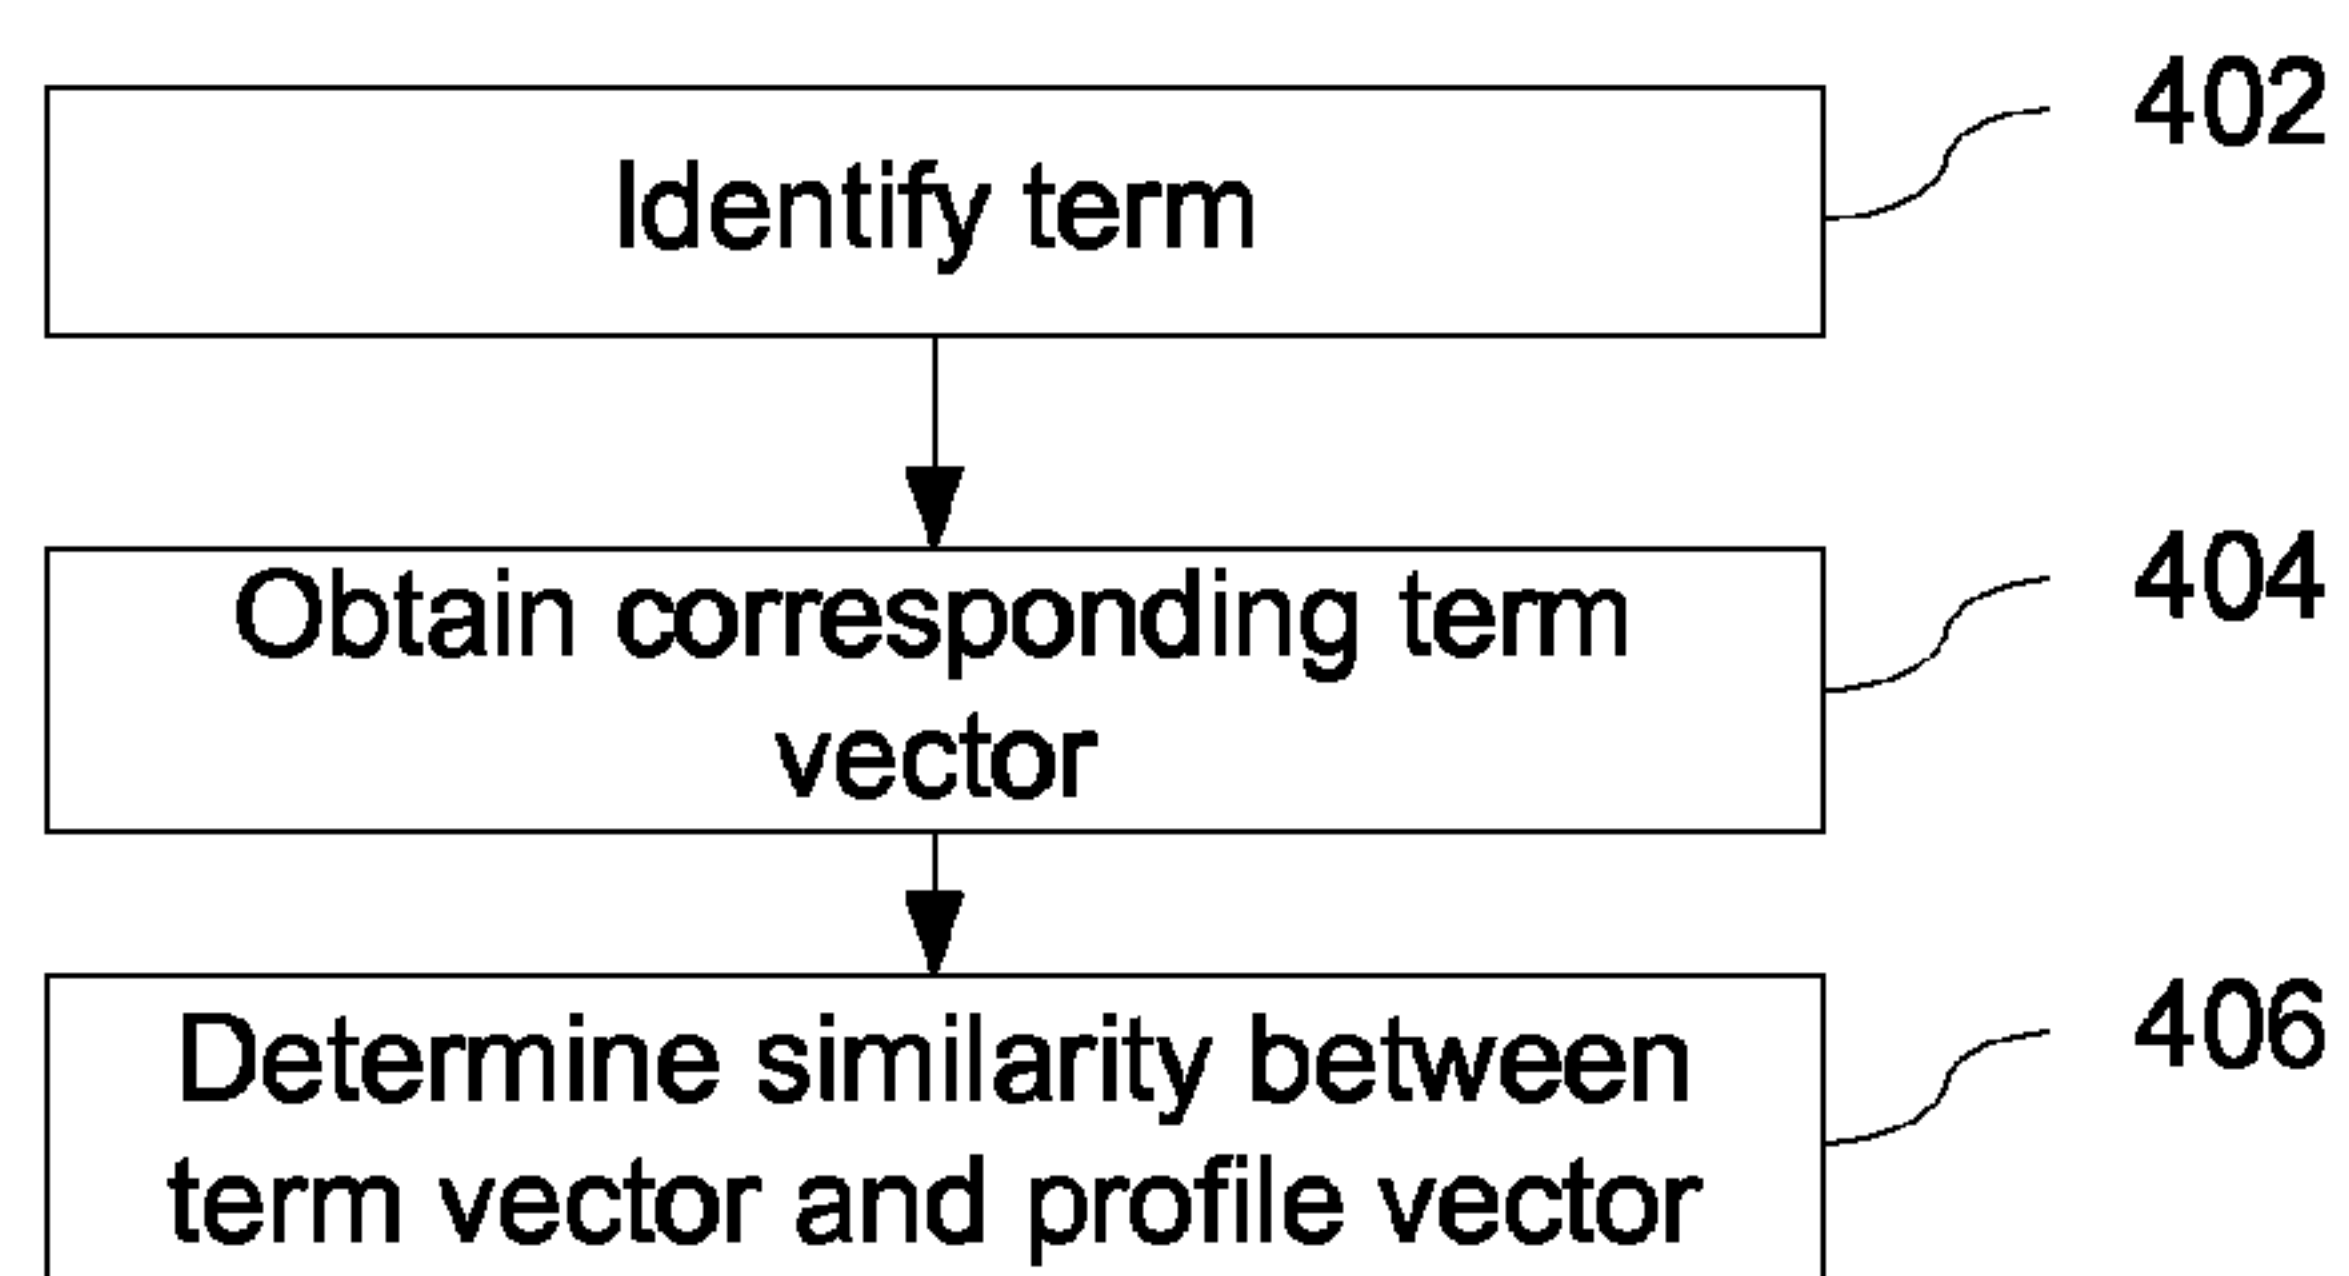 402
Identify term
404
Obtain corresponding term
vector
406
Determine similarity between
term vector and profile vector